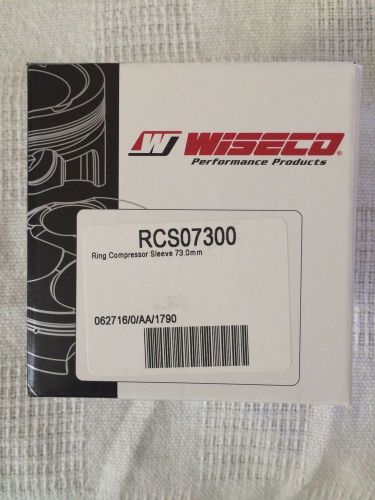 W WISECO®
Performance Products
RCS07300
Ring Compressor Sleeve 73.0mm
062716/0/AA/1790